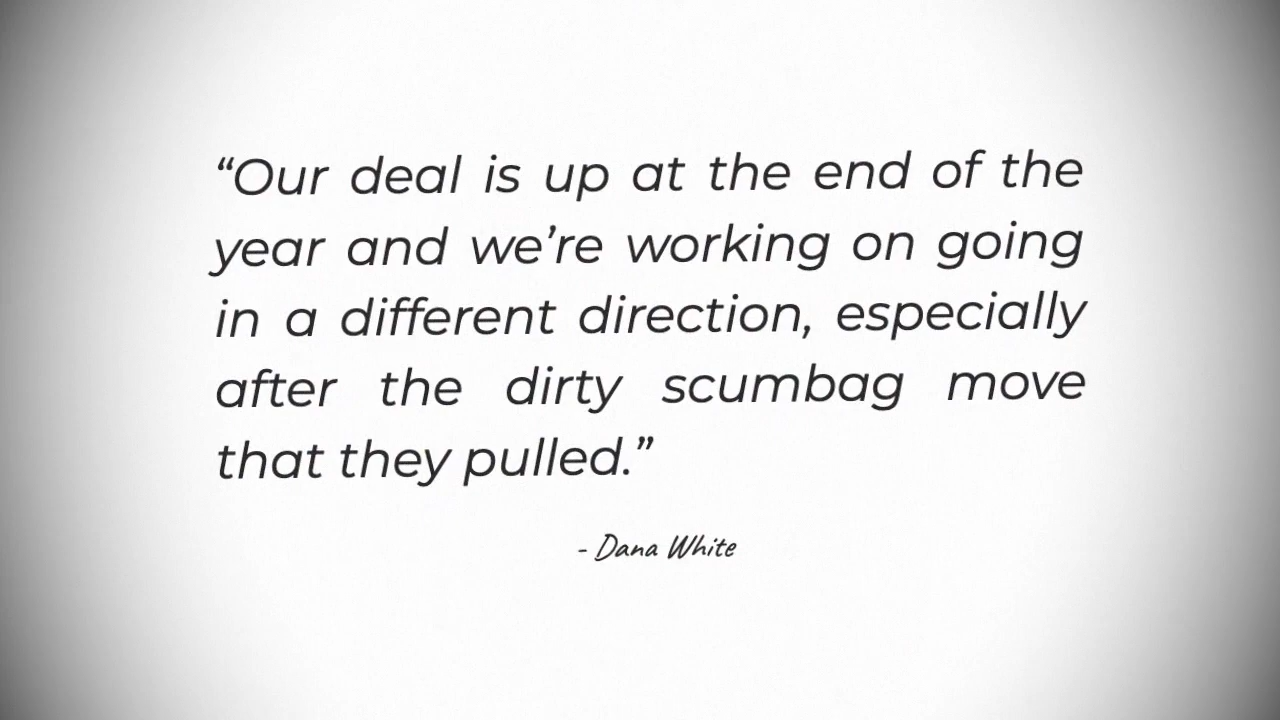 “Our deal is up at the end of the
year and we’re working on going
in a different direction, especially
after the dirty scumbag move
that they pulled.”
- Dana White